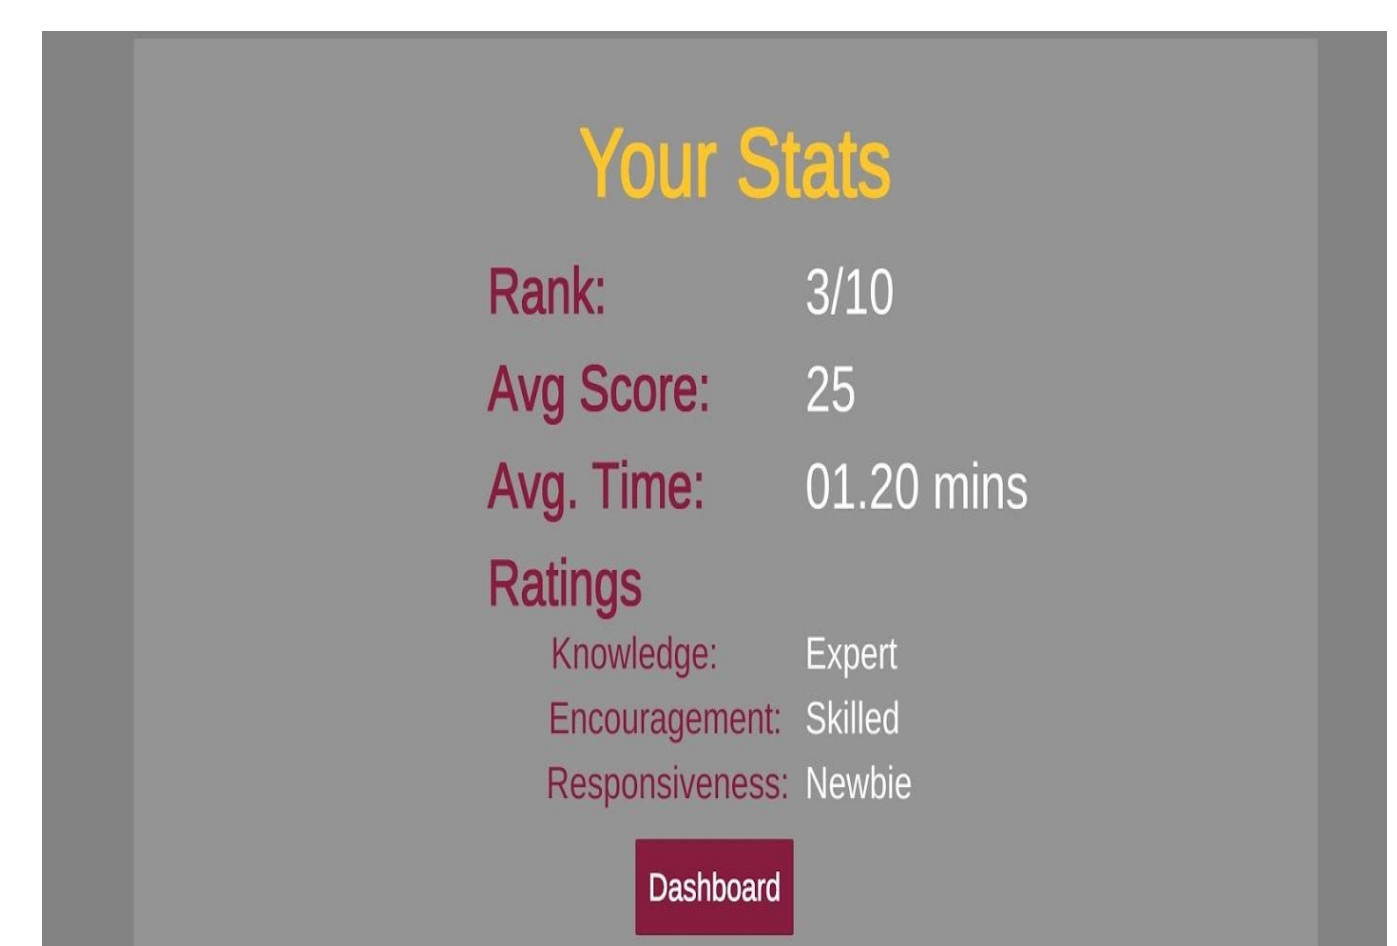 Your Stats
Rank: 3/10
Avg Score: 25
Avg. Time: 01.20 mins
Ratings
Knowledge: Expert
Encouragement: Skilled
Responsiveness: Newbie
Dashboard